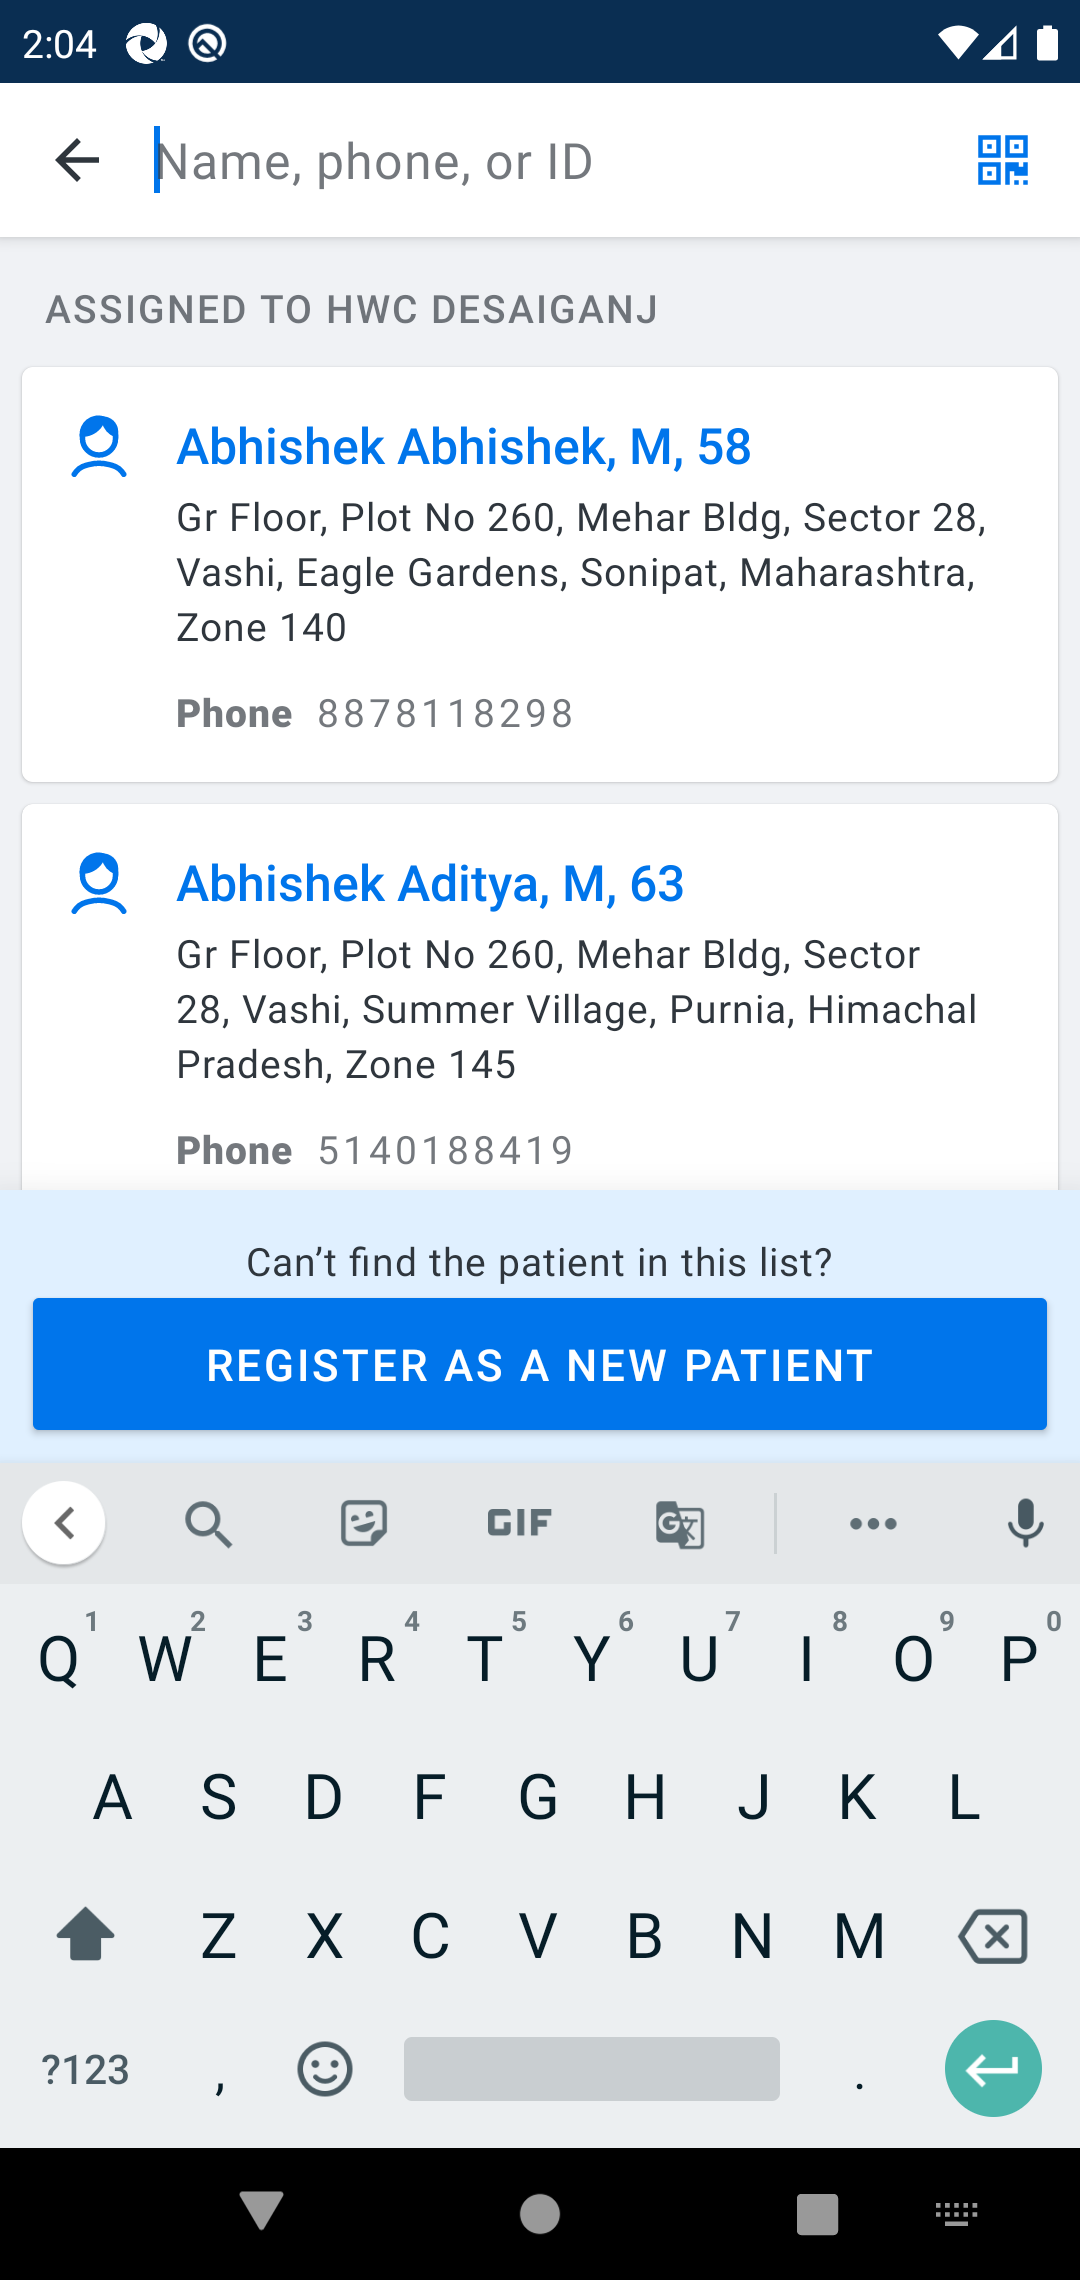 2:04
Name, phone, or ID
ASSIGNED TO HWC DESAIGANJ
Abhishek Abhishek, M, 58
Gr Floor, Plot No 260, Mehar Bldg, Sector 28,
Vashi, Eagle Gardens, Sonipat, Maharashtra,
Zone 140
Phone 8878118298
Abhishek Aditya, M, 63
Gr Floor, Plot No 260, Mehar Bldg, Sector
28, Vashi, Summer Village, Purnia, Himachal
Pradesh, Zone 145
Phone 5140188419
Can’t find the patient in this list?
REGISTER AS A NEW PATIENT
GIF
1 2 3 4 5 6 7 8 9 0
Q W E R T Y U I O P
A S D F G H J K L
Z X C V B N M
?123 , .